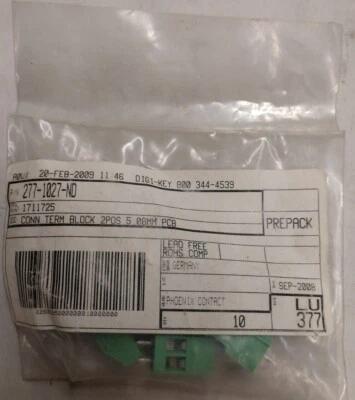 20-FEB-2009 11 46 DIGI-KEY 800 344-4539
P/N 277-1027-ND
1711725
CONN TERM BLOCK 2POS 5.08MM PCB
PREPACK
LEAD FREE
ROHS COMP
GERMANY
SEP-2008
PHOENIX CONTACT
LU
10
377